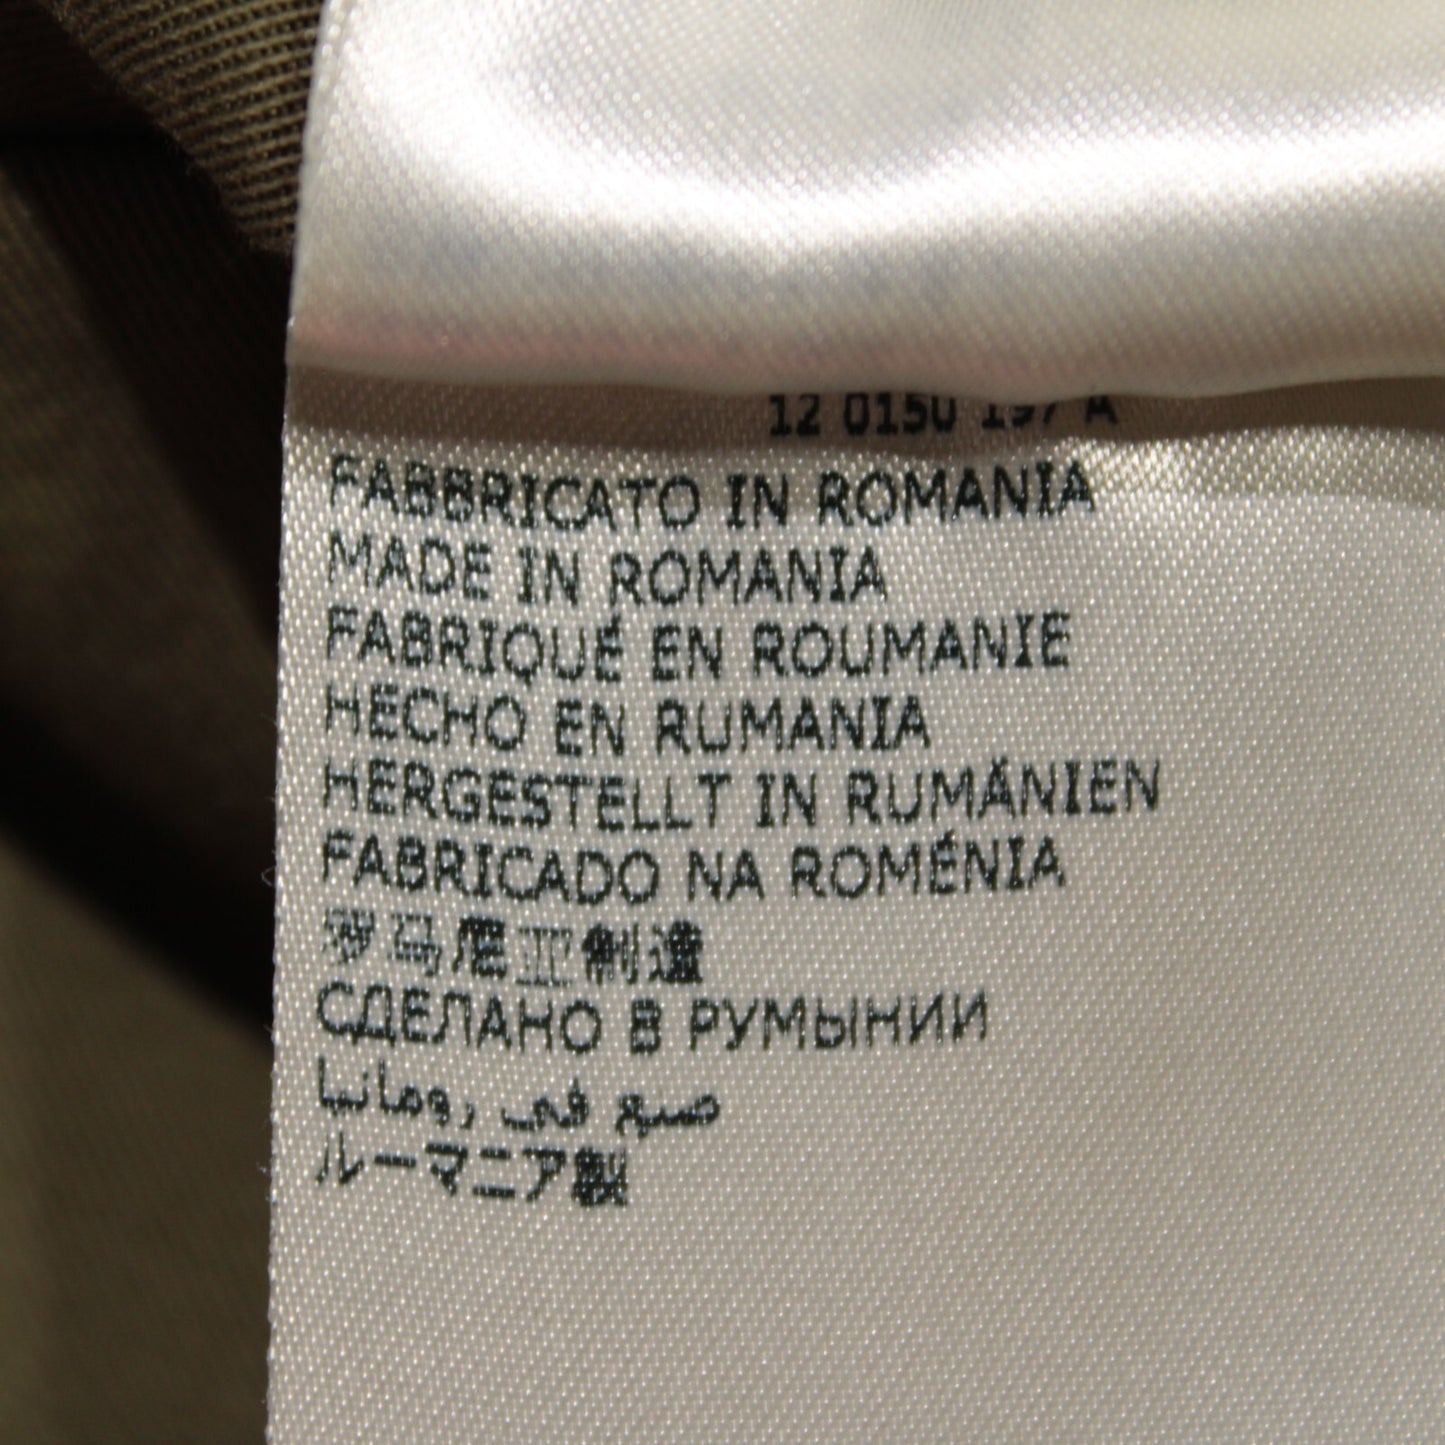 12 0150 197 A
FABBRICATO IN ROMANIA
MADE IN ROMANIA
FABRIQUÉ EN ROUMANIE
HECHO EN RUMANIA
HERGESTELLT IN RUMÄNIEN
FABRICADO NA ROMÉNIA
罗马尼亚制造
СДЕЛАНО В РУМЫНИИ
صنع في رومانيا
ルーマニア製